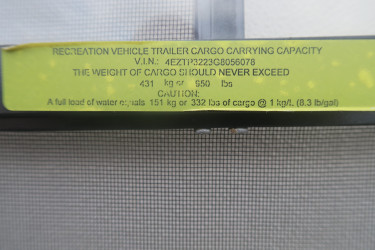 RECREATION VEHICLE TRAILER CARGO CARRYING CAPACITY
V.I.N.: 4EZTP3223G8056078
THE WEIGHT OF CARGO SHOULD NEVER EXCEED
431 kg or 950 lbs
CAUTION:
A full load of water equals 151 kg or 332 lbs of cargo @ 1 kg/L (8.3 lb/gal)